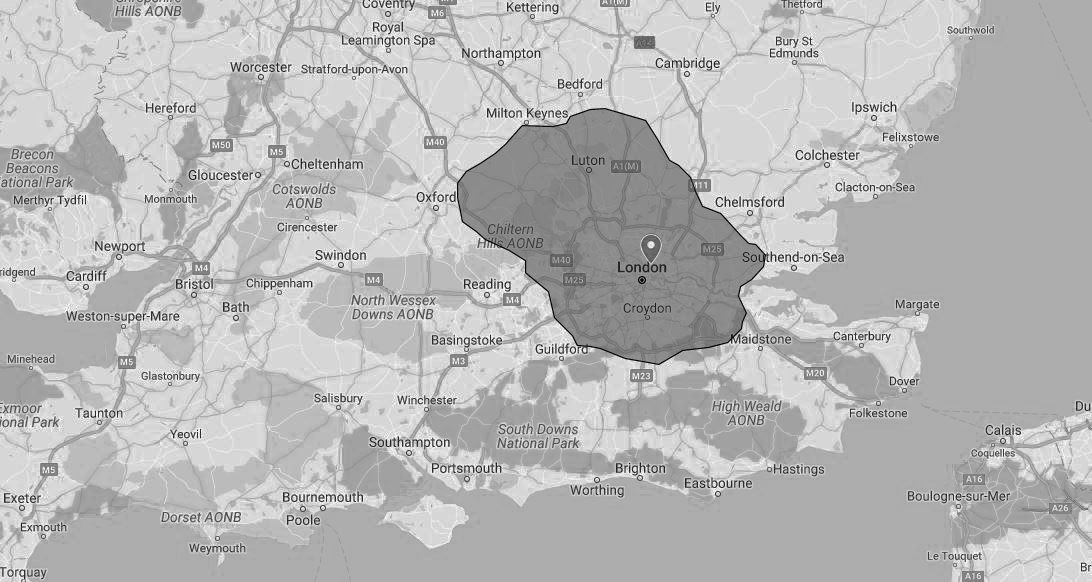 Shropshire
Hills AONB
Coventry
M6
Kettering
A1(M)
Ely
Thetford
Royal
Leamington Spa
A14
Southwold
Northampton
Bury St
Edmunds
Worcester
Stratford-upon-Avon
Cambridge
Bedford
Hereford
Milton Keynes
Ipswich
M50
M40
Felixstowe
M5
Brecon
Beacons
National Park
Cheltenham
Luton
A1(M)
Colchester
Gloucester
M11
Clacton-on-Sea
Merthyr Tydfil
Monmouth
Cotswolds
AONB
Oxford
Chelmsford
Cirencester
Chiltern
Hills AONB
Newport
M25
Swindon
M40
Southend-on-Sea
ridgend
Cardiff
M4
London
Bristol
Chippenham
M4
Reading
M25
M4
Bath
North Wessex
Downs AONB
Croydon
Margate
Weston-super-Mare
Basingstoke
Maidstone
Canterbury
Guildford
Minehead
M5
M3
M23
M20
Glastonbury
Dover
Exmoor
National Park
Taunton
Salisbury
Winchester
High Weald
AONB
Folkestone
Yeovil
South Downs
National Park
Calais
Du
Southampton
Coquelles
M5
Portsmouth
Brighton
Hastings
A16
Exeter
Bournemouth
Worthing
Eastbourne
Boulogne-sur-Mer
A26
Poole
Dorset AONB
Exmouth
Weymouth
Le Touquet
Br
Torquay
A16